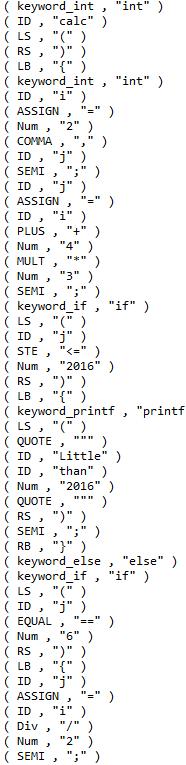 ( keyword_int , "int" )
( ID , "calc" )
( LS , "(" )
( RS , ")" )
( LB , "{" )
( keyword_int , "int" )
( ID , "i" )
( ASSIGN , "=" )
( Num , "2" )
( COMMA , "," )
( ID , "j" )
( SEMI , ";" )
( ID , "j" )
( ASSIGN , "=" )
( ID , "i" )
( PLUS , "+" )
( Num , "4" )
( MULT , "*" )
( Num , "3" )
( SEMI , ";" )
( keyword_if , "if" )
( LS , "(" )
( ID , "j" )
( STE , "<=" )
( Num , "2016" )
( RS , ")" )
( LB , "{" )
( keyword_printf , "printf
( LS , "(" )
( QUOTE , """ )
( ID , "Little" )
( ID , "than" )
( Num , "2016" )
( QUOTE , """ )
( RS , ")" )
( SEMI , ";" )
( RB , "}" )
( keyword_else , "else" )
( keyword_if , "if" )
( LS , "(" )
( ID , "j" )
( EQUAL , "==" )
( Num , "6" )
( RS , ")" )
( LB , "{" )
( ID , "j" )
( ASSIGN , "=" )
( ID , "i" )
( Div , "/" )
( Num , "2" )
( SEMI , ";" )